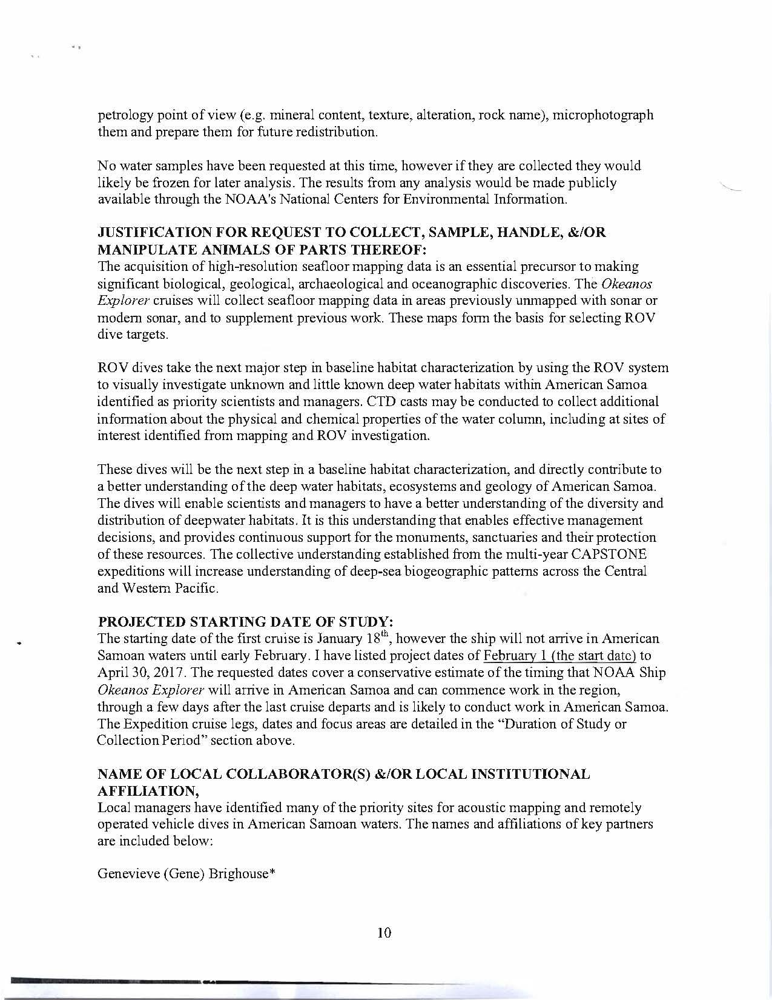 petrology point of view (e.g. mineral content, texture, alteration, rock name), microphotograph
them and prepare them for future redistribution.
No water samples have been requested at this time, however if they are collected they would
likely be frozen for later analysis. The results from any analysis would be made publicly
available through the NOAA's National Centers for Environmental Information.
JUSTIFICATION FOR REQUEST TO COLLECT, SAMPLE, HANDLE, &/OR
MANIPULATE ANIMALS OF PARTS THEREOF:
The acquisition of high-resolution seafloor mapping data is an essential precursor to making
significant biological, geological, archaeological and oceanographic discoveries. The Okeanos
Explorer cruises will collect seafloor mapping data in areas previously unmapped with sonar or
modern sonar, and to supplement previous work. These maps form the basis for selecting ROV
dive targets.
ROV dives take the next major step in baseline habitat characterization by using the ROV system
to visually investigate unknown and little known deep water habitats within American Samoa
identified as priority scientists and managers. CTD casts may be conducted to collect additional
information about the physical and chemical properties of the water column, including at sites of
interest identified from mapping and ROV investigation.
These dives will be the next step in a baseline habitat characterization, and directly contribute to
a better understanding of the deep water habitats, ecosystems and geology of American Samoa.
The dives will enable scientists and managers to have a better understanding of the diversity and
distribution of deepwater habitats. It is this understanding that enables effective management
decisions, and provides continuous support for the monuments, sanctuaries and their protection
of these resources. The collective understanding established from the multi-year CAPSTONE
expeditions will increase understanding of deep-sea biogeographic patterns across the Central
and Western Pacific.
PROJECTED STARTING DATE OF STUDY:
The starting date of the first cruise is January 18th, however the ship will not arrive in American
Samoan waters until early February. I have listed project dates of February 1 (the start date) to
April 30, 2017. The requested dates cover a conservative estimate of the timing that NOAA Ship
Okeanos Explorer will arrive in American Samoa and can commence work in the region,
through a few days after the last cruise departs and is likely to conduct work in American Samoa.
The Expedition cruise legs, dates and focus areas are detailed in the “Duration of Study or
Collection Period” section above.
NAME OF LOCAL COLLABORATOR(S) &/OR LOCAL INSTITUTIONAL
AFFILIATION,
Local managers have identified many of the priority sites for acoustic mapping and remotely
operated vehicle dives in American Samoan waters. The names and affiliations of key partners
are included below:
Genevieve (Gene) Brighouse*
10